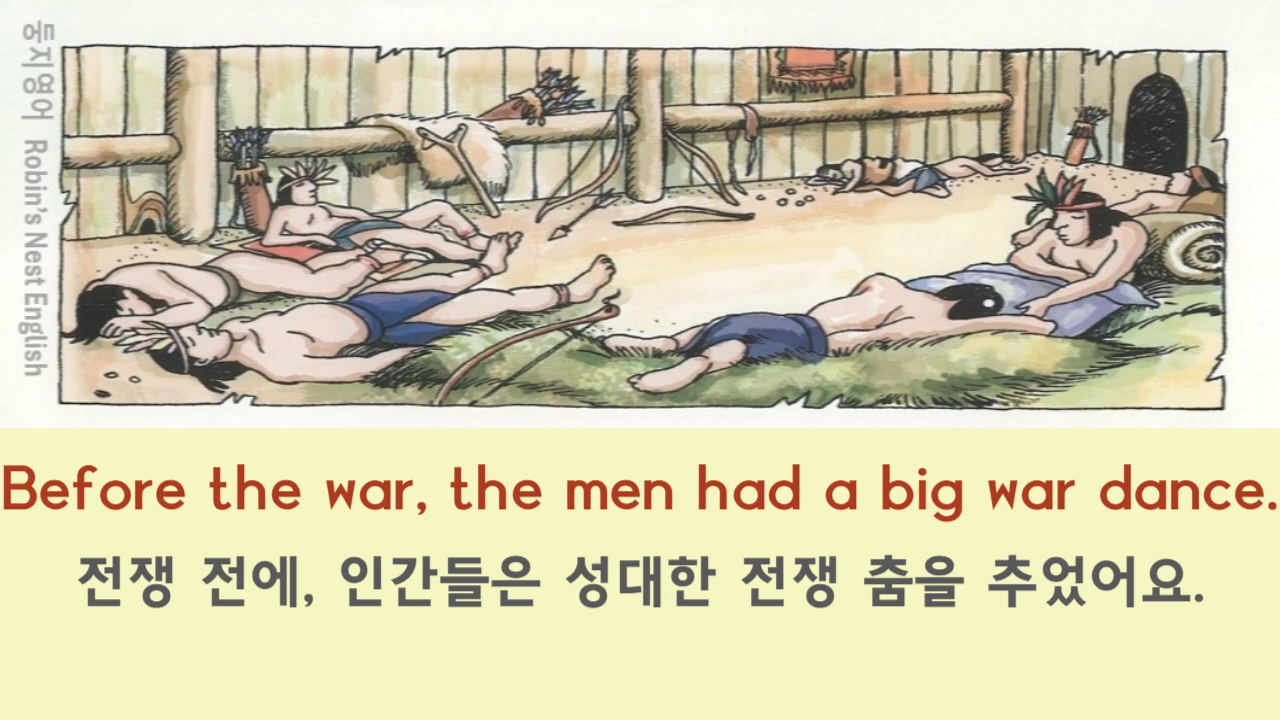 둥지영어 Robin's Nest English
Before the war, the men had a big war dance.
전쟁 전에, 인간들은 성대한 전쟁 춤을 추었어요.